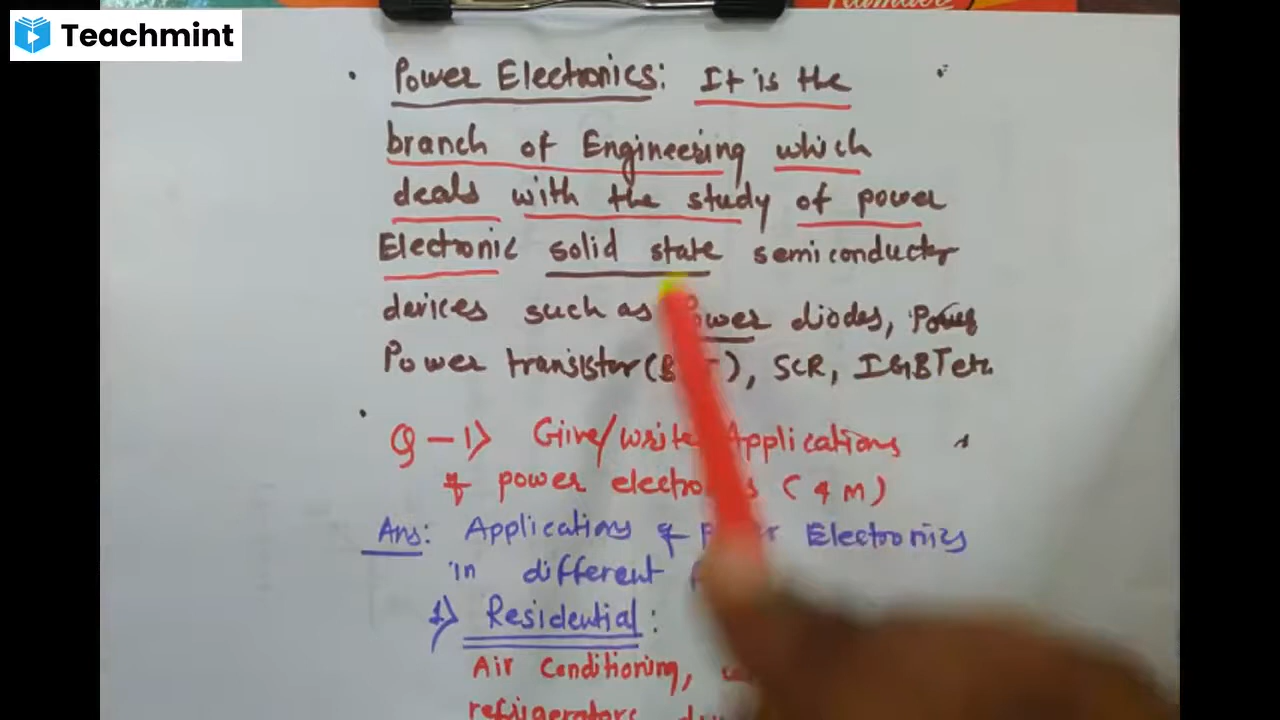 Teachmint
Power Electronics: It is the
branch of Engineering which
deals with the study of power
Electronic solid state semiconductor
devices such as Power diodes, Power
Power transistor ( ), SCR, IGBT etc.
Q-1) Give/write Applications
of power (4 M)
Ans: Applications of Electronics
in different
1) Residential:
Air Conditioning,
refrigerators